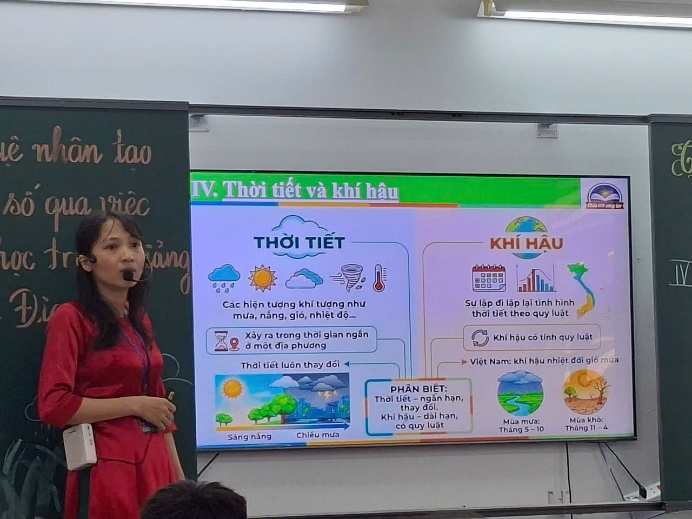 ệ nhân tạo
số qua việc
học
IV. Thời tiết và khí hậu
THỜI TIẾT
Các hiện tượng khí tượng như
mưa, nắng, gió, nhiệt độ...
Xảy ra trong thời gian ngắn
ở một địa phương
Thời tiết luôn thay đổi
Sáng nắng
Chiều mưa
KHÍ HẬU
Sự lặp đi lặp lại tình hình
thời tiết theo quy luật
Khí hậu có tính quy luật
Việt Nam: khí hậu nhiệt đới gió mùa
Mùa mưa:
Tháng 5 – 10
Mùa khô:
Tháng 11 – 4
PHÂN BIỆT:
Thời tiết – ngắn hạn,
thay đổi.
Khí hậu – dài hạn,
có quy luật
IV